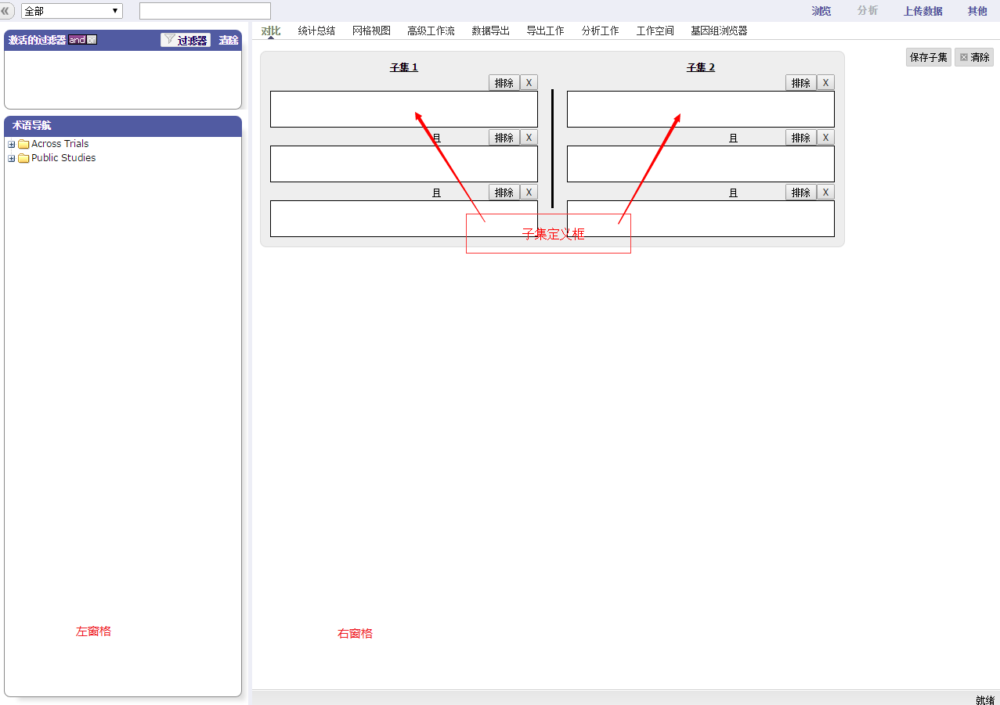 全部
浏览 分析 上传数据 其他
激活的过滤器 and or 过滤器 清除
术语导航
Across Trials
Public Studies
左窗格
对比 统计总结 网格视图 高级工作流 数据导出 导出工作 分析工作 工作空间 基因组浏览器
保存子集 清除
子集 1 子集 2
排除 X 排除 X
且 排除 X 且 排除 X
且 排除 X 且 排除 X
子集定义框
右窗格
就绪